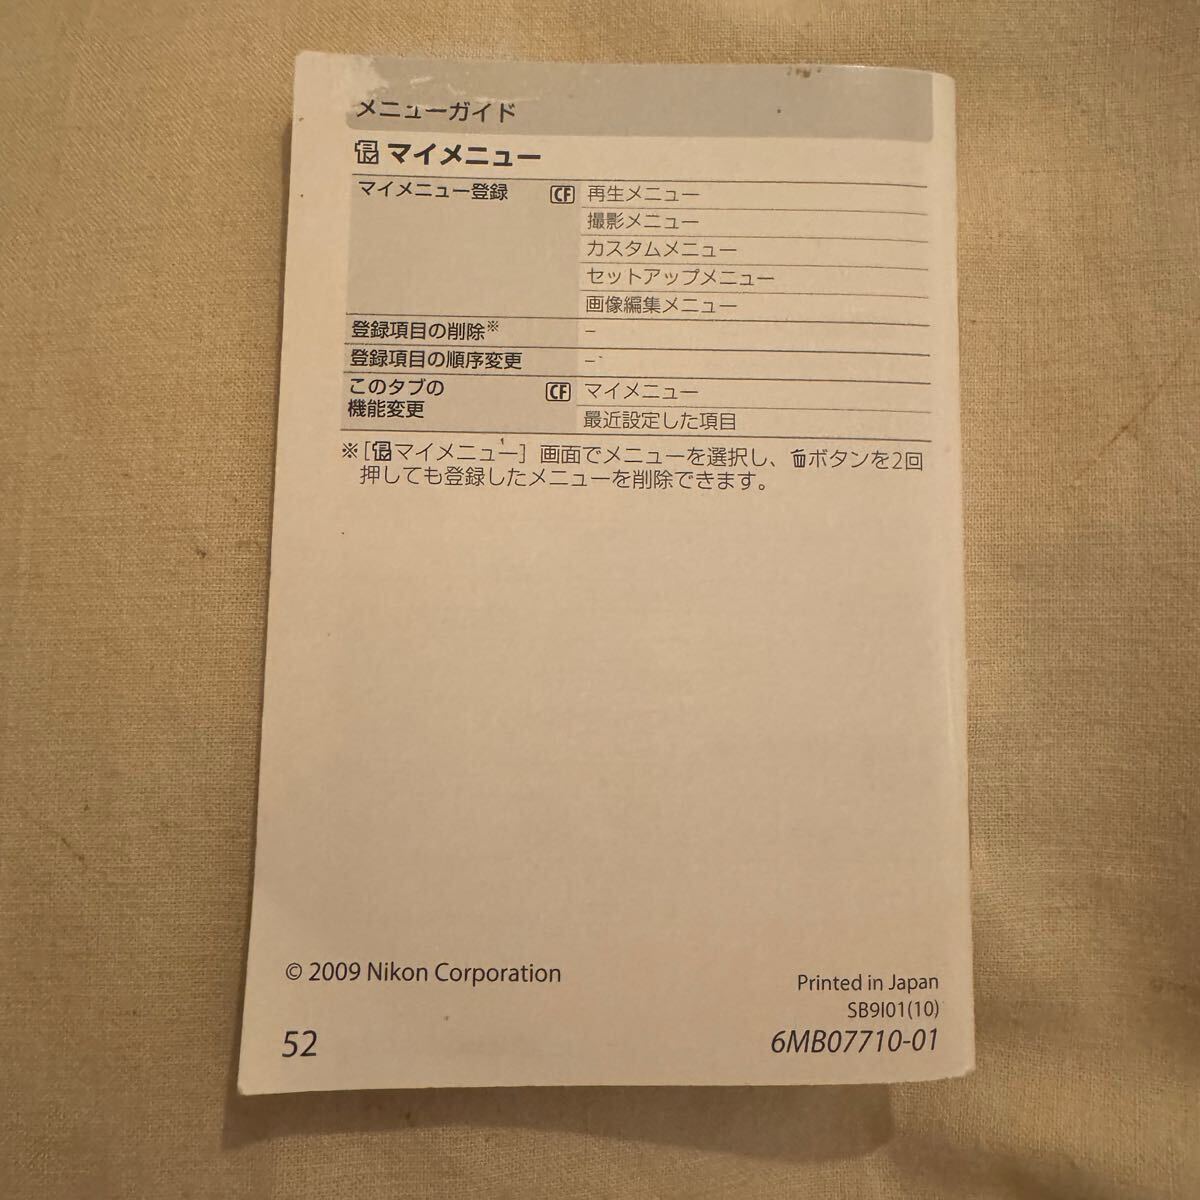 メニューガイド
マイメニュー
マイメニュー登録 CF 再生メニュー
撮影メニュー
カスタムメニュー
セットアップメニュー
画像編集メニュー
登録項目の削除※ –
登録項目の順序変更 –
このタブの
機能変更 CF マイメニュー
最近設定した項目
※[マイメニュー]画面でメニューを選択し、ボタンを2回
押しても登録したメニューを削除できます。
© 2009 Nikon Corporation
Printed in Japan
SB9I01(10)
52
6MB07710-01